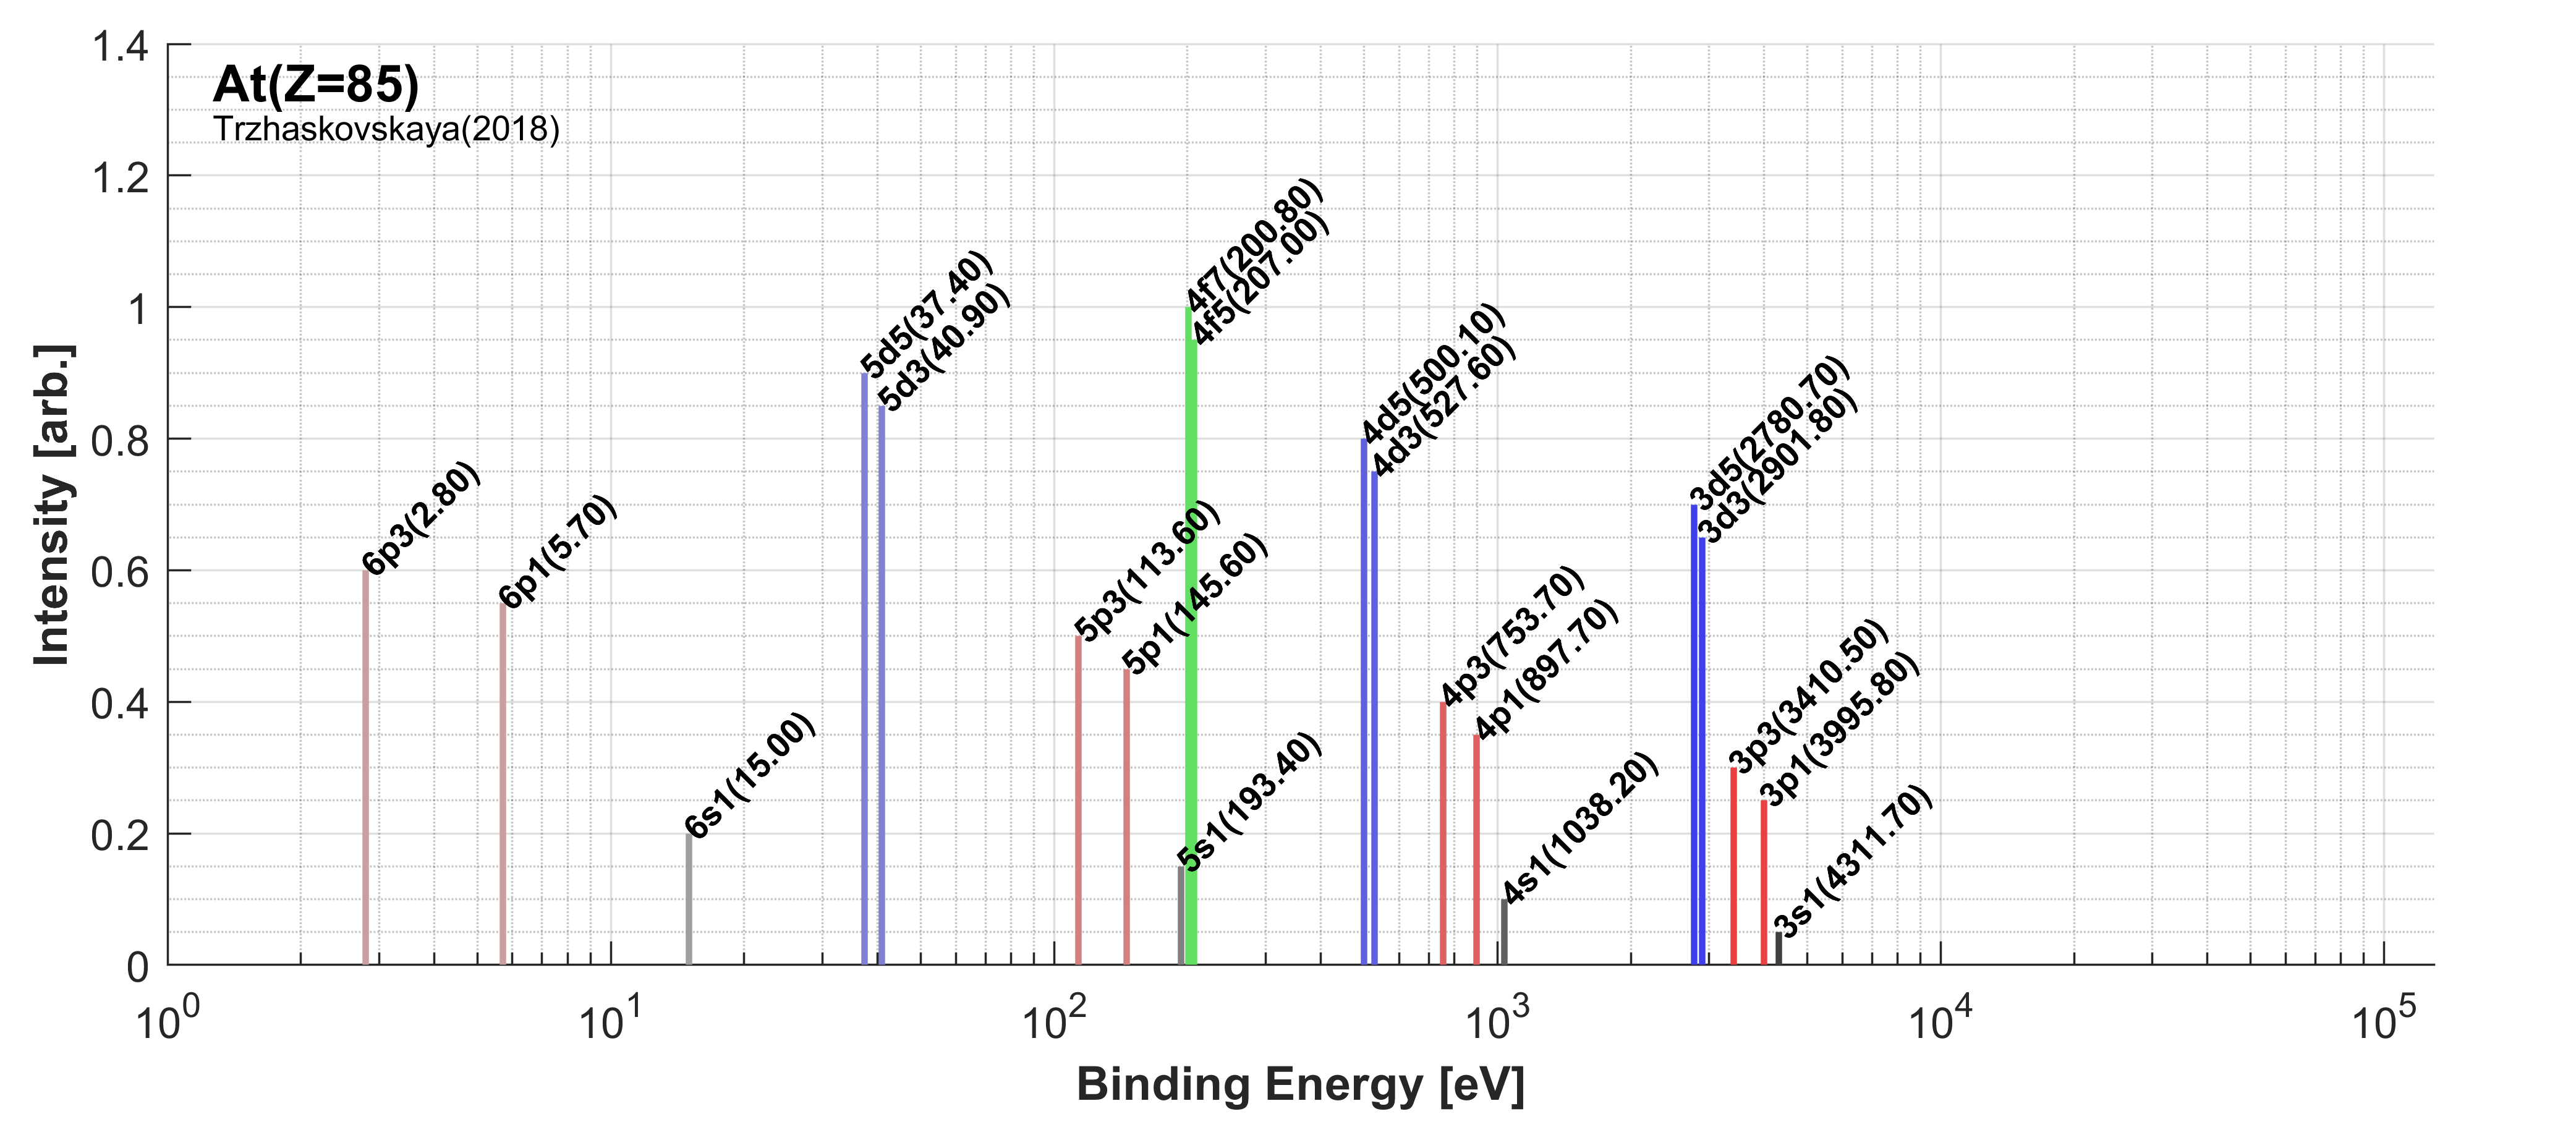 At(Z=85)
Trzhaskovskaya(2018)
Intensity [arb.]
1.4
1.2
1
0.8
0.6
0.4
0.2
0
6p3(2.80)
6p1(5.70)
6s1(15.00)
5d5(37.40)
5d3(40.90)
5p3(113.60)
5p1(145.60)
5s1(193.40)
4f7(200.80)
4f5(207.00)
4d5(500.10)
4d3(527.60)
4p3(753.70)
4p1(897.70)
4s1(1038.20)
3d5(2780.70)
3d3(2901.80)
3p3(3410.50)
3p1(3995.80)
3s1(4311.70)
10^0 10^1 10^2 10^3 10^4 10^5
Binding Energy [eV]